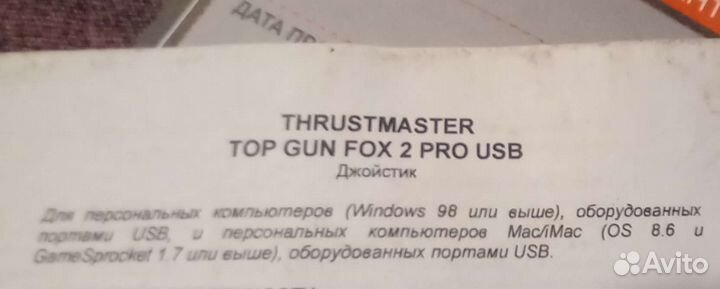 ДАТА ПР
THRUSTMASTER
TOP GUN FOX 2 PRO USB
Джойстик
Для персональных компьютеров (Windows 98 или выше), оборудованных
портами USB, и персональных компьютеров Mac/iMac (OS 8.6 и
GameSprocket 1.7 или выше), оборудованных портами USB.
Avito